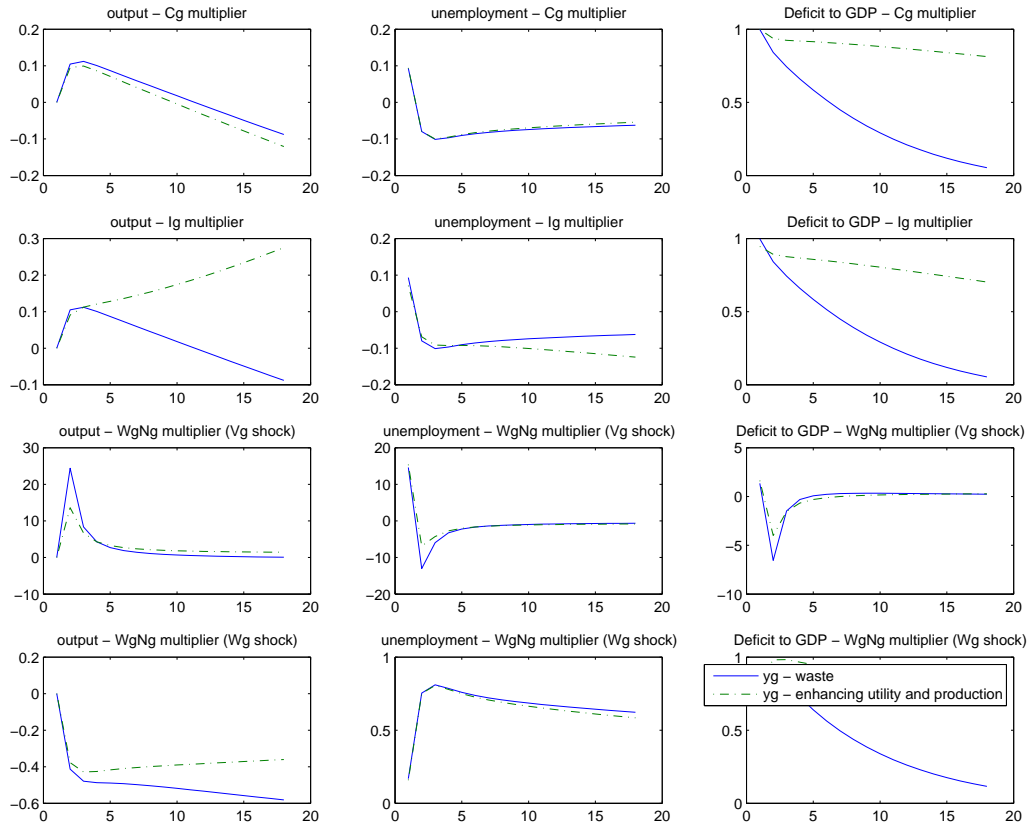 output − Cg multiplier
0.2
0.1
0
−0.1
−0.2
0 5 10 15 20
unemployment − Cg multiplier
0.2
0.1
0
−0.1
−0.2
0 5 10 15 20
Deficit to GDP − Cg multiplier
1
0.5
0
0 5 10 15 20
output − Ig multiplier
0.3
0.2
0.1
0
−0.1
0 5 10 15 20
unemployment − Ig multiplier
0.2
0.1
0
−0.1
−0.2
0 5 10 15 20
Deficit to GDP − Ig multiplier
1
0.5
0
0 5 10 15 20
output − WgNg multiplier (Vg shock)
30
20
10
0
−10
0 5 10 15 20
unemployment − WgNg multiplier (Vg shock)
20
10
0
−10
−20
0 5 10 15 20
Deficit to GDP − WgNg multiplier (Vg shock)
5
0
−5
−10
0 5 10 15 20
output − WgNg multiplier (Wg shock)
0.2
0
−0.2
−0.4
−0.6
0 5 10 15 20
unemployment − WgNg multiplier (Wg shock)
1
0.5
0
0 5 10 15 20
Deficit to GDP − WgNg multiplier (Wg shock)
yg − waste
yg − enhancing utility and production
0
0 5 10 15 20